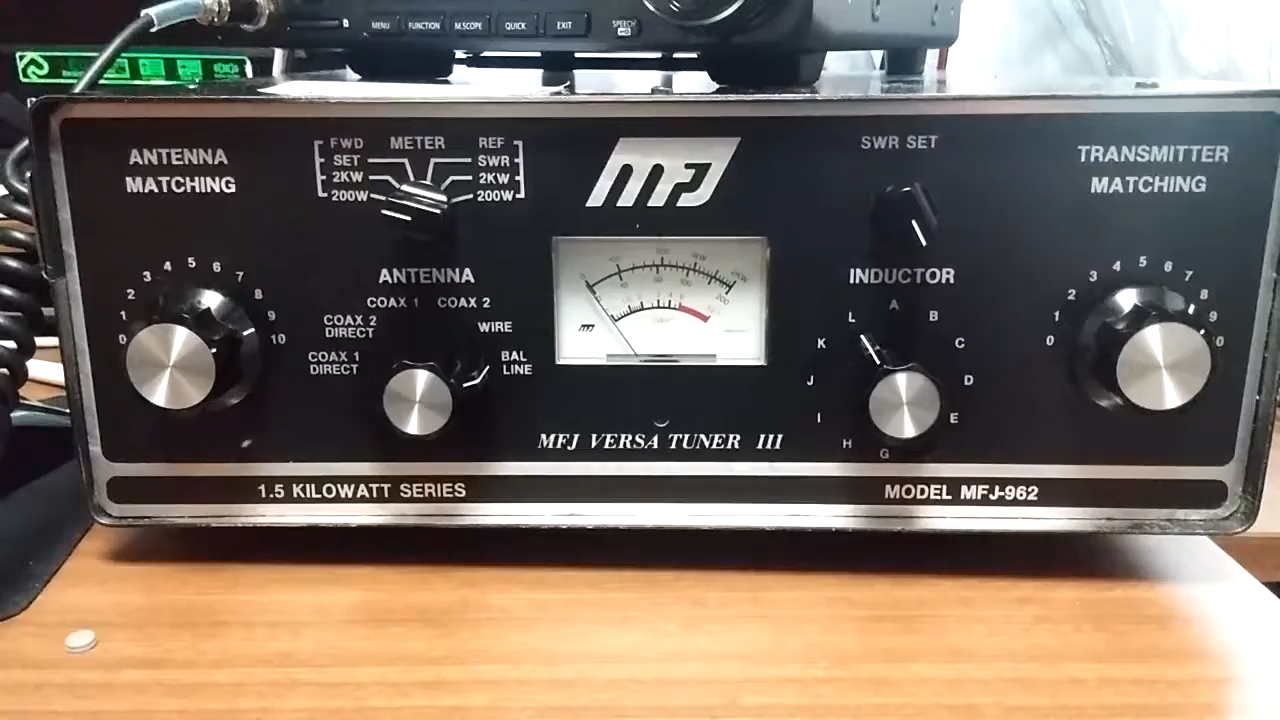 MENU FUNCTION M.SCOPE QUICK EXIT SPEECH
ANTENNA
MATCHING
0 1 2 3 4 5 6 7 8 9 10
FWD METER REF
SET SWR
2KW 2KW
200W 200W
ANTENNA
COAX 1 COAX 2
COAX 2
DIRECT
WIRE
COAX 1
DIRECT
BAL
LINE
MFJ
MFJ VERSA TUNER III
SWR SET
INDUCTOR
A
L B
K C
J D
I E
H
G
TRANSMITTER
MATCHING
0 1 2 3 4 5 6 7 8 9
1.5 KILOWATT SERIES
MODEL MFJ-962